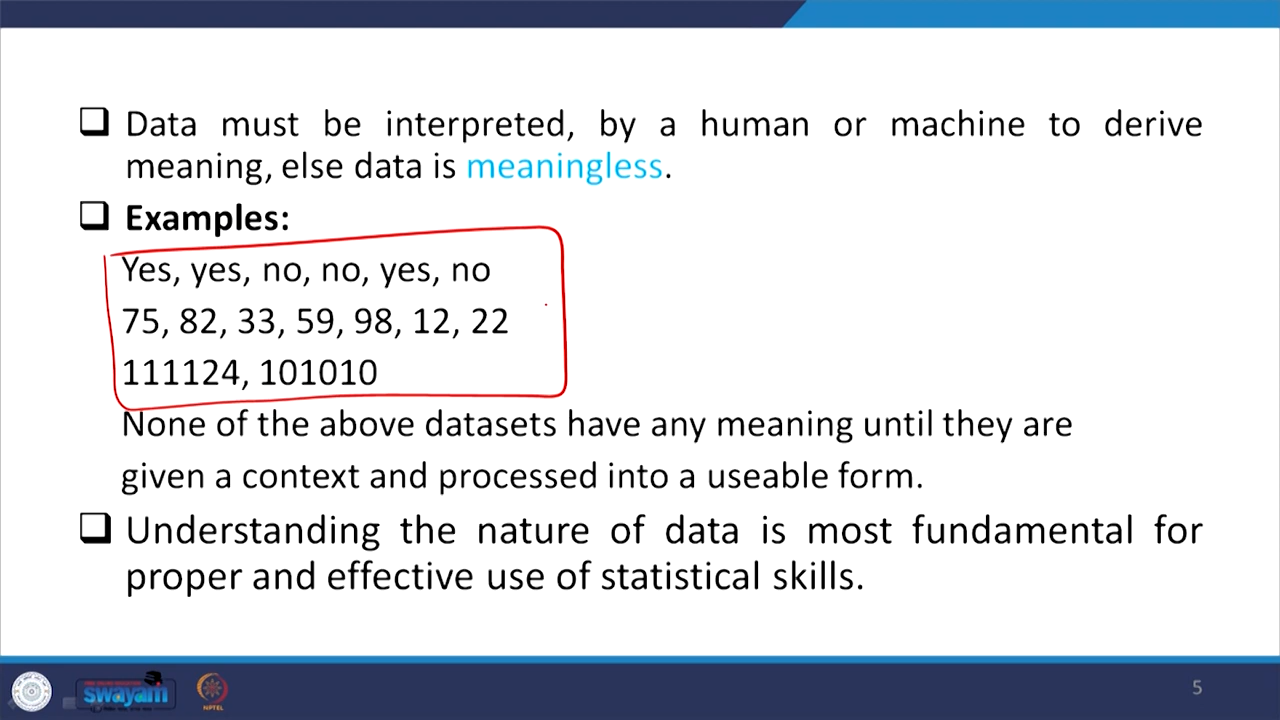 Data must be interpreted, by a human or machine to derive
meaning, else data is meaningless.
Examples:
Yes, yes, no, no, yes, no
75, 82, 33, 59, 98, 12, 22
111124, 101010
None of the above datasets have any meaning until they are
given a context and processed into a useable form.
Understanding the nature of data is most fundamental for
proper and effective use of statistical skills.
swayam
NPTEL
5